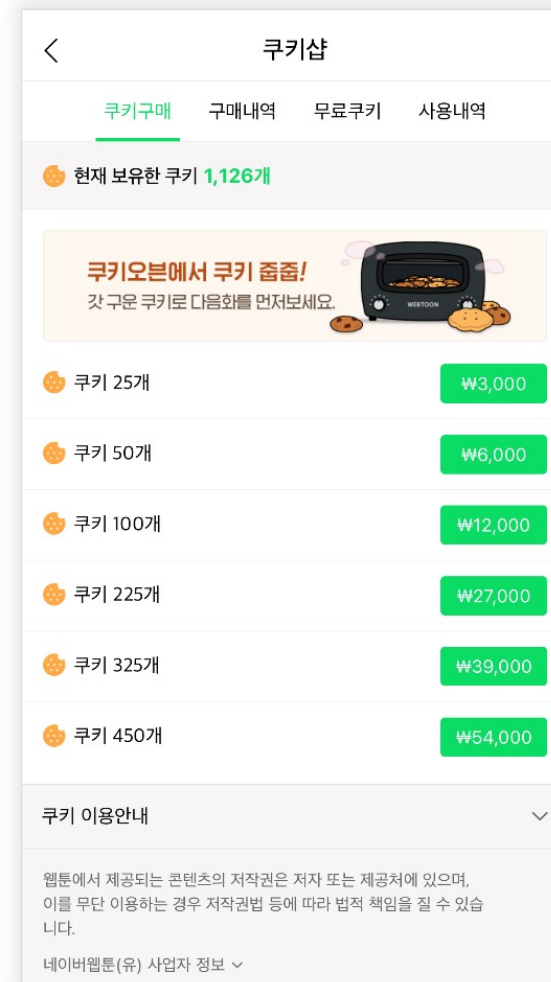 쿠키샵
쿠키구매 구매내역 무료쿠키 사용내역
현재 보유한 쿠키 1,126개
쿠키오븐에서 쿠키 줍줍!
갓 구운 쿠키로 다음화를 먼저보세요.
WEBTOON
쿠키 25개 ₩3,000
쿠키 50개 ₩6,000
쿠키 100개 ₩12,000
쿠키 225개 ₩27,000
쿠키 325개 ₩39,000
쿠키 450개 ₩54,000
쿠키 이용안내
웹툰에서 제공되는 콘텐츠의 저작권은 저자 또는 제공처에 있으며,
이를 무단 이용하는 경우 저작권법 등에 따라 법적 책임을 질 수 있습
니다.
네이버웹툰(유) 사업자 정보